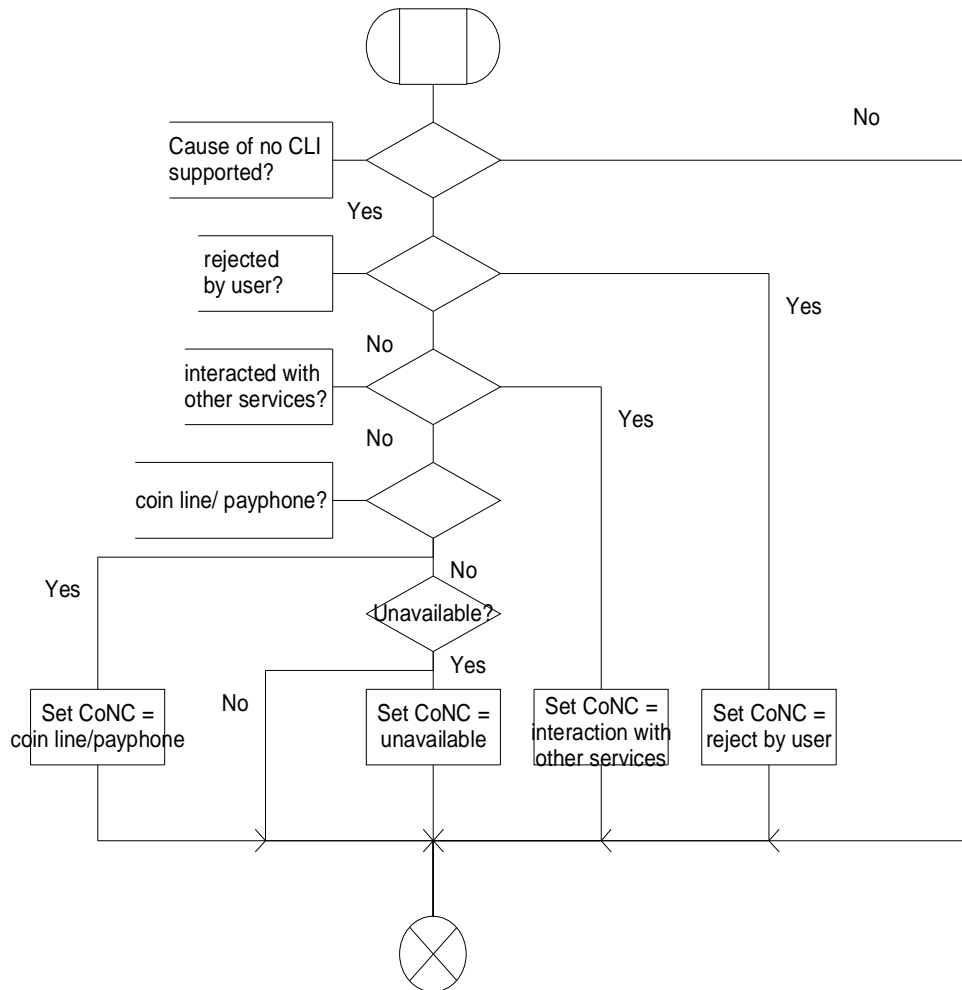 No
Cause of no CLI
supported?
Yes
rejected
by user?
Yes
No
interacted with
other services?
Yes
No
coin line/ payphone?
Yes
No
Unavailable?
Yes
No
Set CoNC =
coin line/payphone
Set CoNC =
unavailable
Set CoNC =
interaction with
other services
Set CoNC =
reject by user